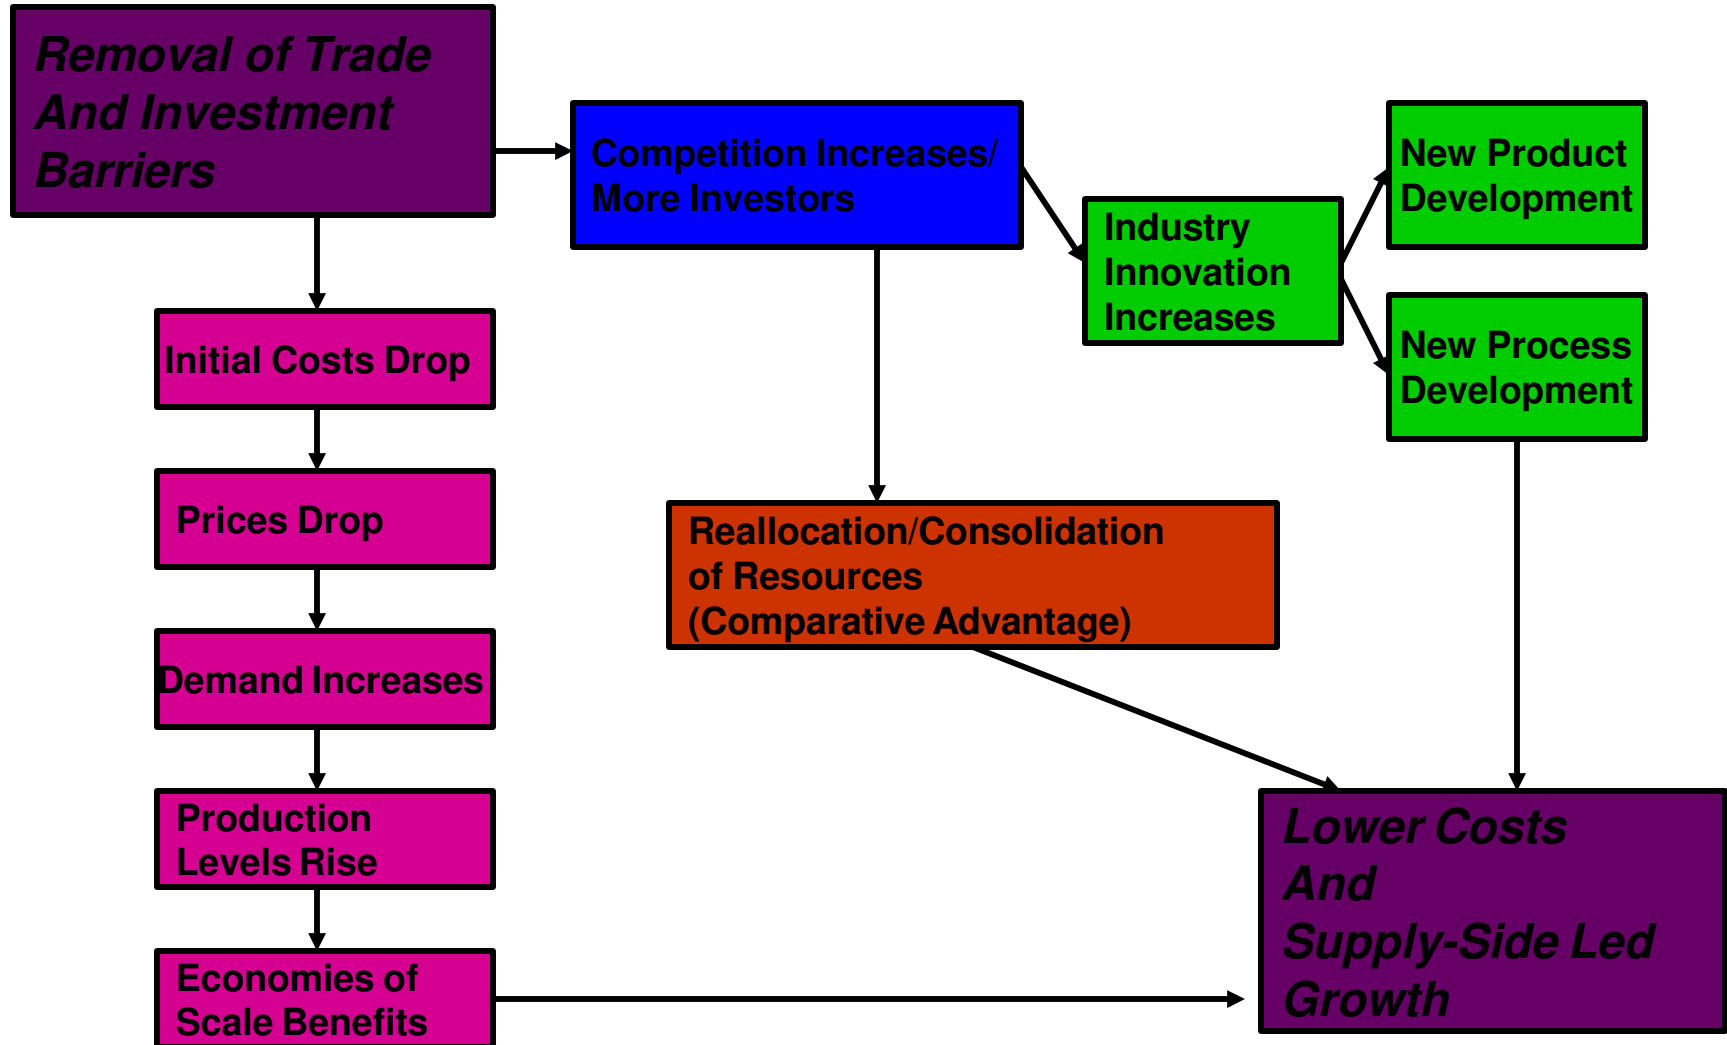 Removal of Trade
And Investment
Barriers
Competition Increases/
More Investors
New Product
Development
Industry
Innovation
Increases
New Process
Development
Initial Costs Drop
Prices Drop
Reallocation/Consolidation
of Resources
(Comparative Advantage)
Demand Increases
Production
Levels Rise
Economies of
Scale Benefits
Lower Costs
And
Supply-Side Led
Growth